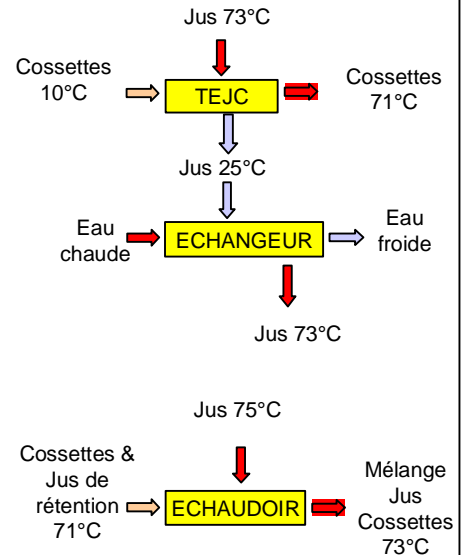 Jus 73°C
Cossettes
10°C
TEJC
Cossettes
71°C
Jus 25°C
Eau
chaude
ECHANGEUR
Eau
froide
Jus 73°C
Jus 75°C
Cossettes &
Jus de
rétention
71°C
ECHAUDOIR
Mélange
Jus
Cossettes
73°C